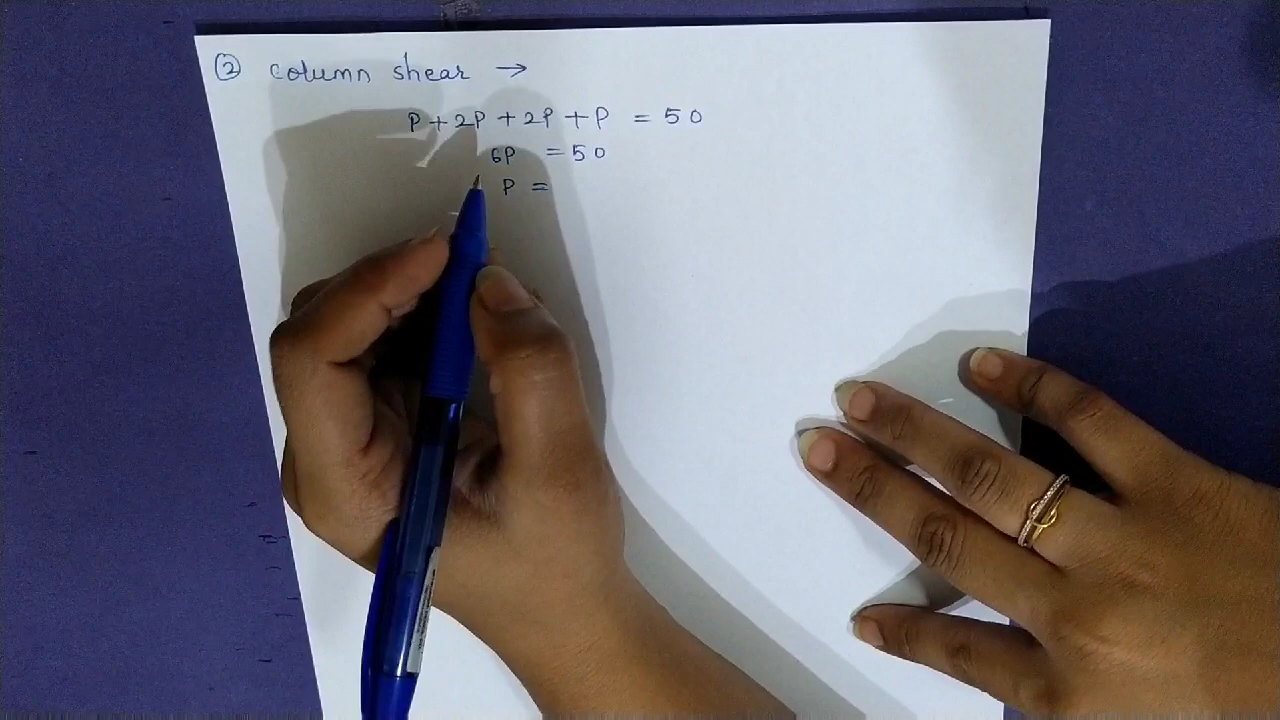 ② column shear →
P + 2P + 2P + P = 50
6P = 50
P =